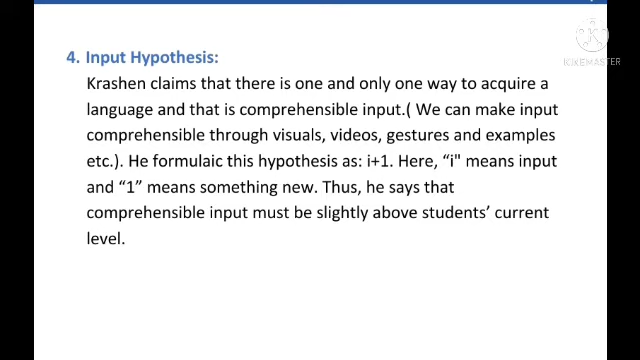 4. Input Hypothesis:
Krashen claims that there is one and only one way to acquire a
language and that is comprehensible input.( We can make input
comprehensible through visuals, videos, gestures and examples
etc.). He formulaic this hypothesis as: i+1. Here, “i" means input
and “1” means something new. Thus, he says that
comprehensible input must be slightly above students’ current
level.
KINEMASTER